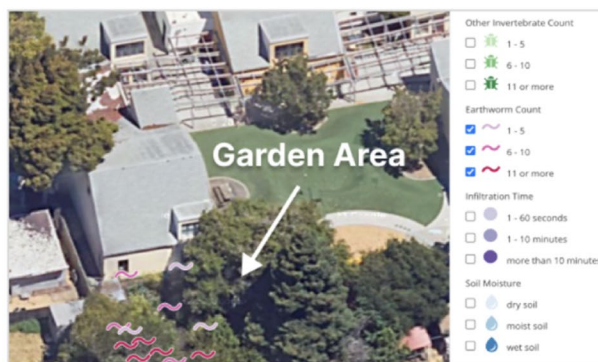 Other Invertebrate Count
1 - 5
6 - 10
11 or more
Earthworm Count
1 - 5
6 - 10
11 or more
Infiltration Time
1 - 60 seconds
1 - 10 minutes
more than 10 minutes
Soil Moisture
dry soil
moist soil
wet soil
Garden Area